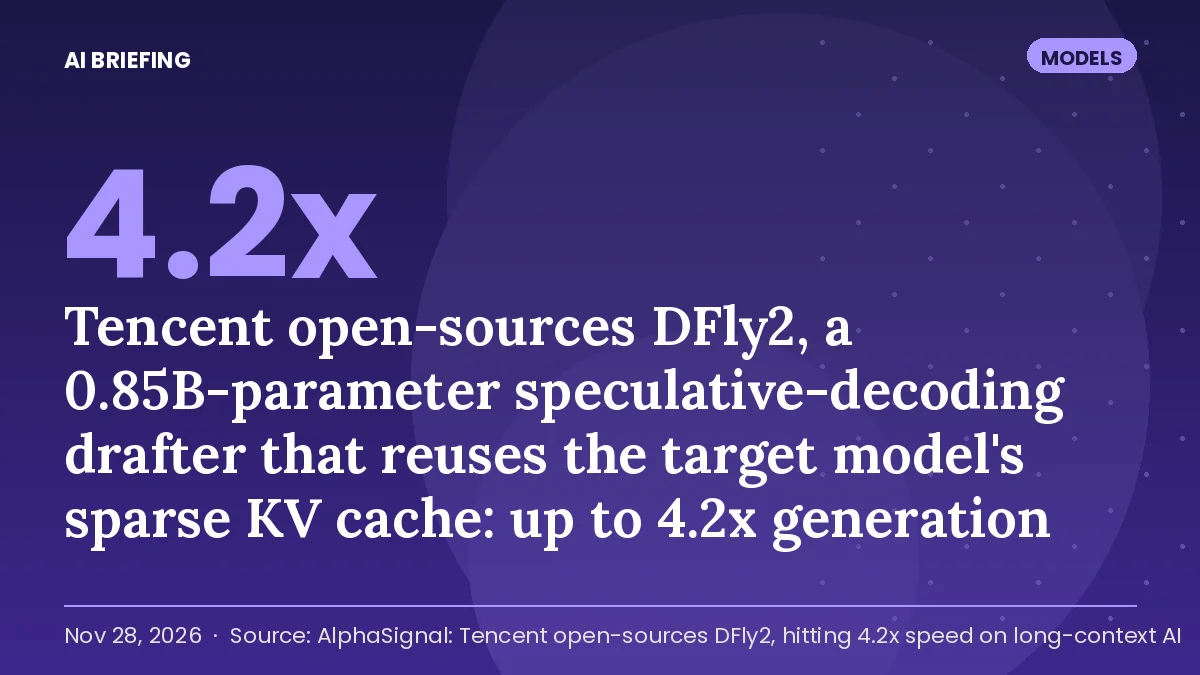 AI BRIEFING
MODELS
4.2x
Tencent open-sources DFly2, a
0.85B-parameter speculative-decoding
drafter that reuses the target model's
sparse KV cache: up to 4.2x generation
Nov 28, 2026 · Source: AlphaSignal: Tencent open-sources DFly2, hitting 4.2x speed on long-context AI